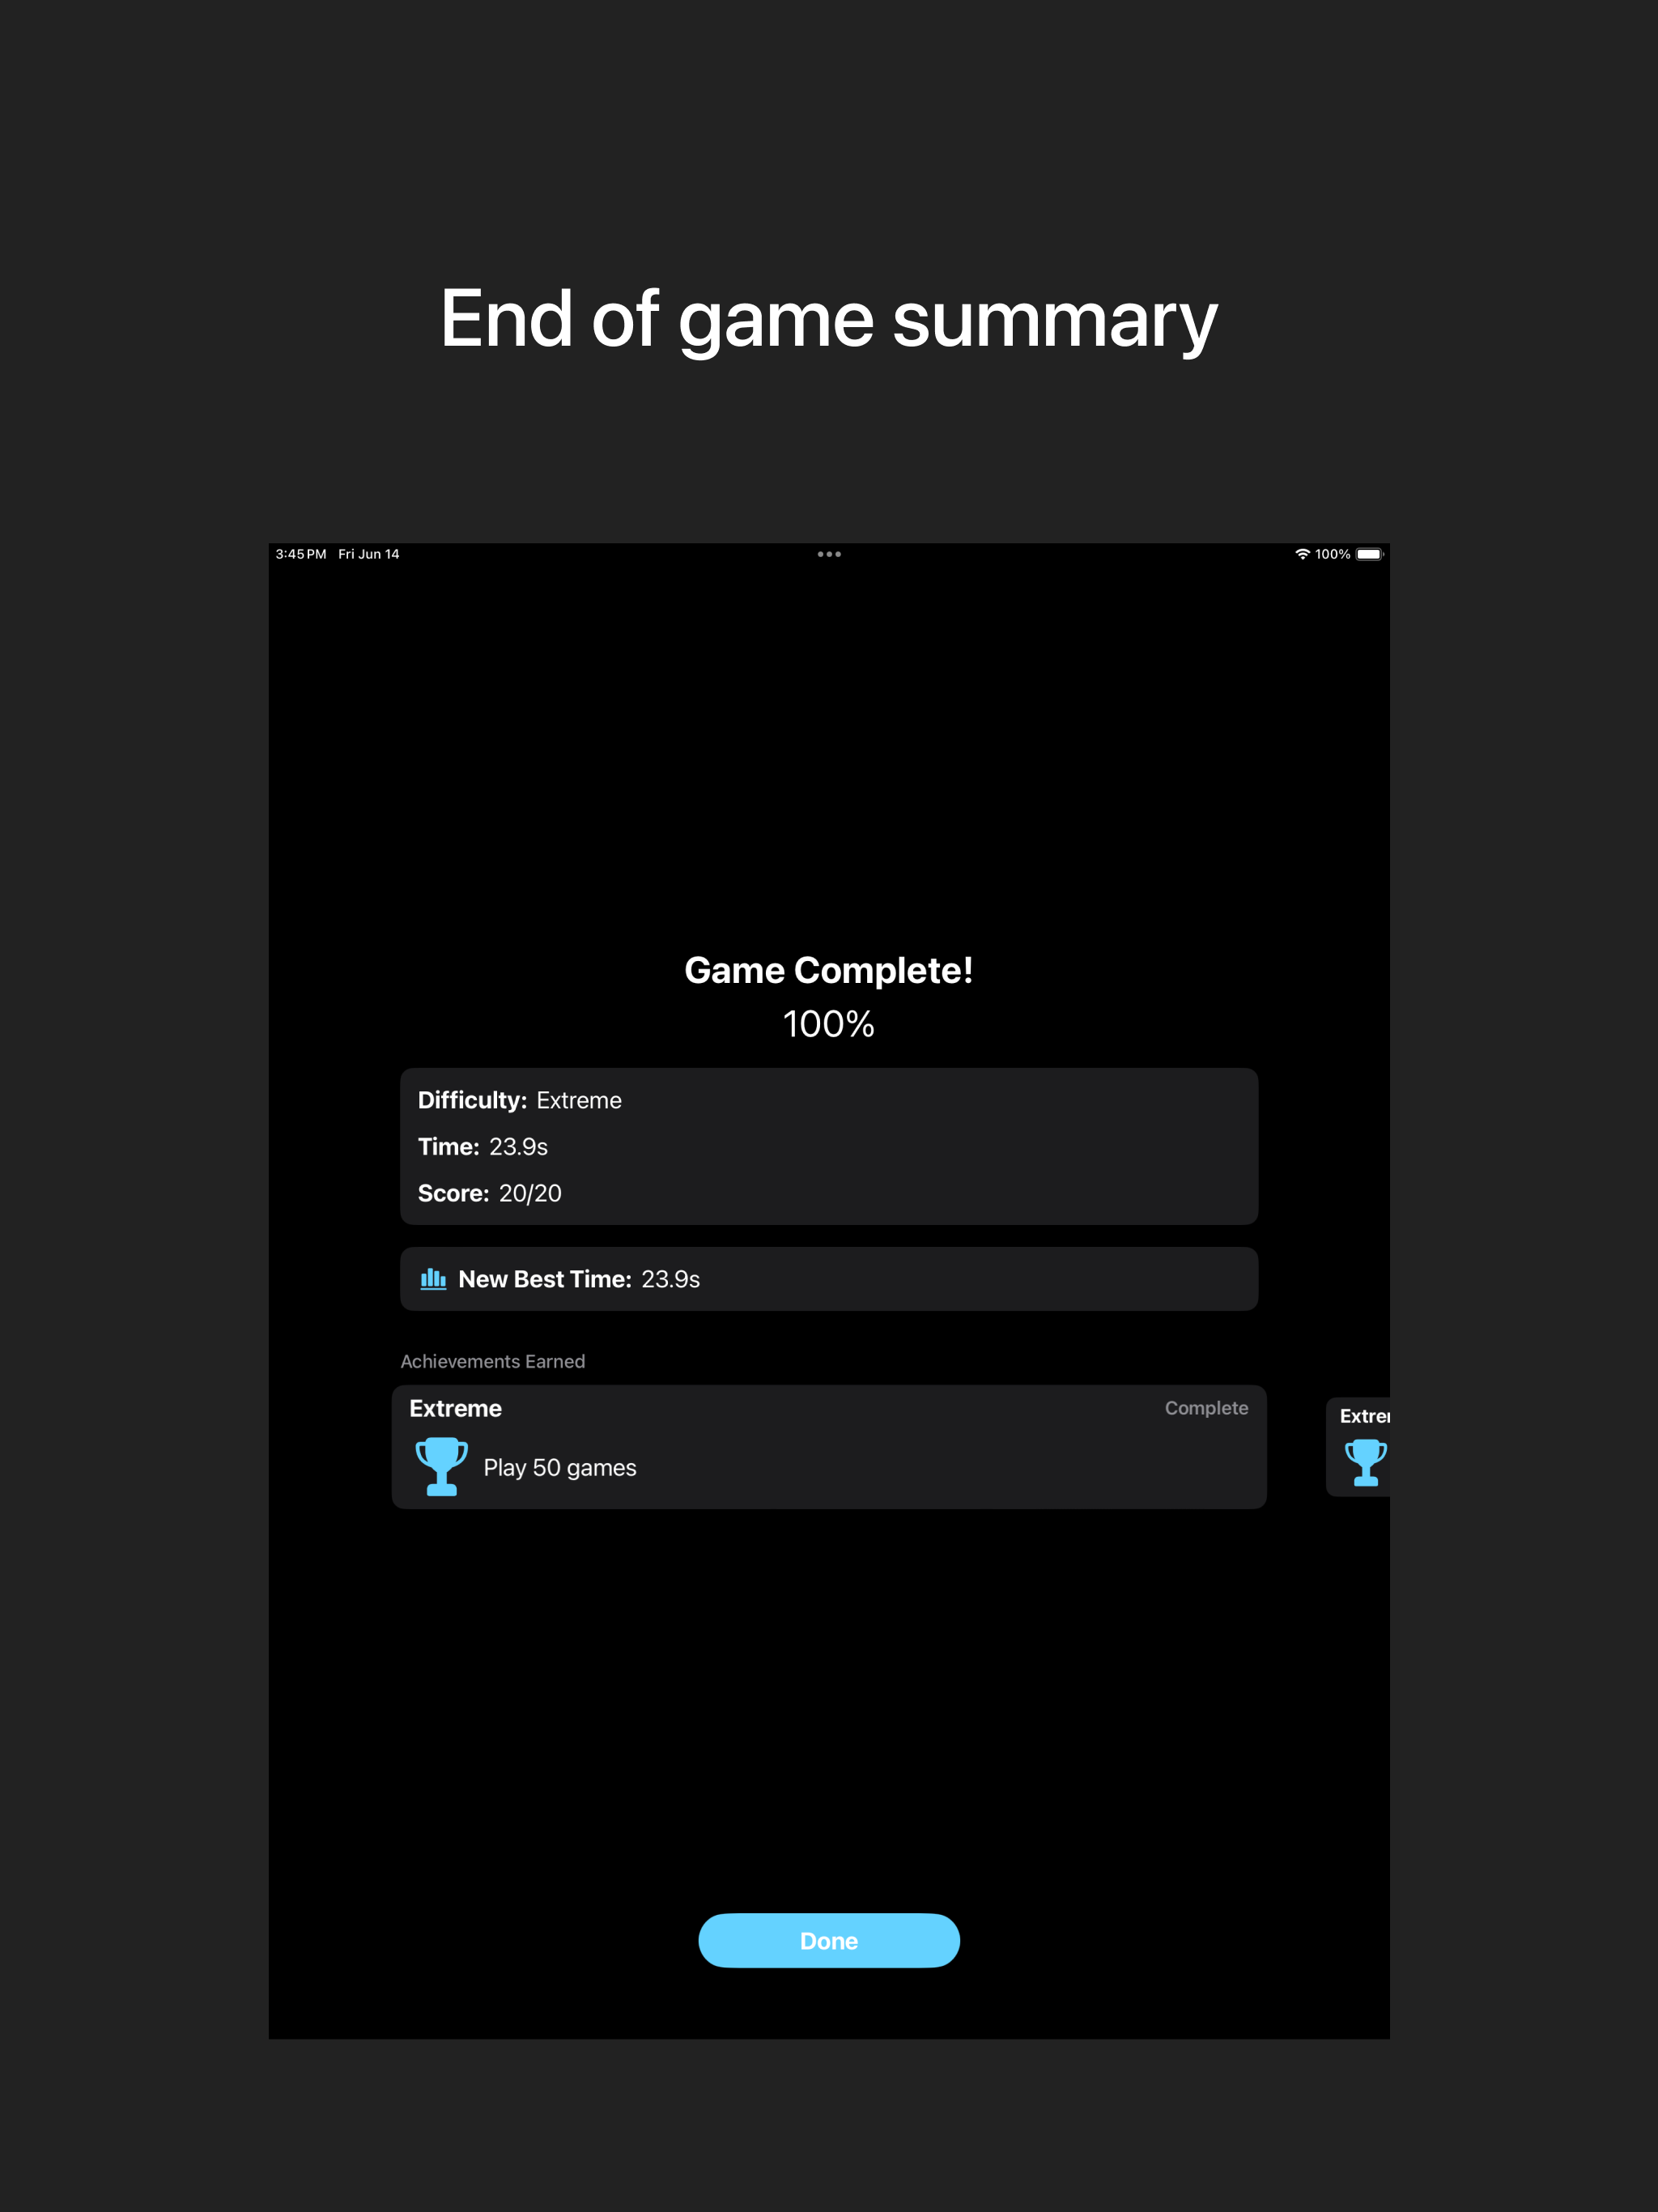 End of game summary
3:45 PM Fri Jun 14
100%
Game Complete!
100%
Difficulty: Extreme
Time: 23.9s
Score: 20/20
New Best Time: 23.9s
Achievements Earned
Extreme Complete
Play 50 games
Done